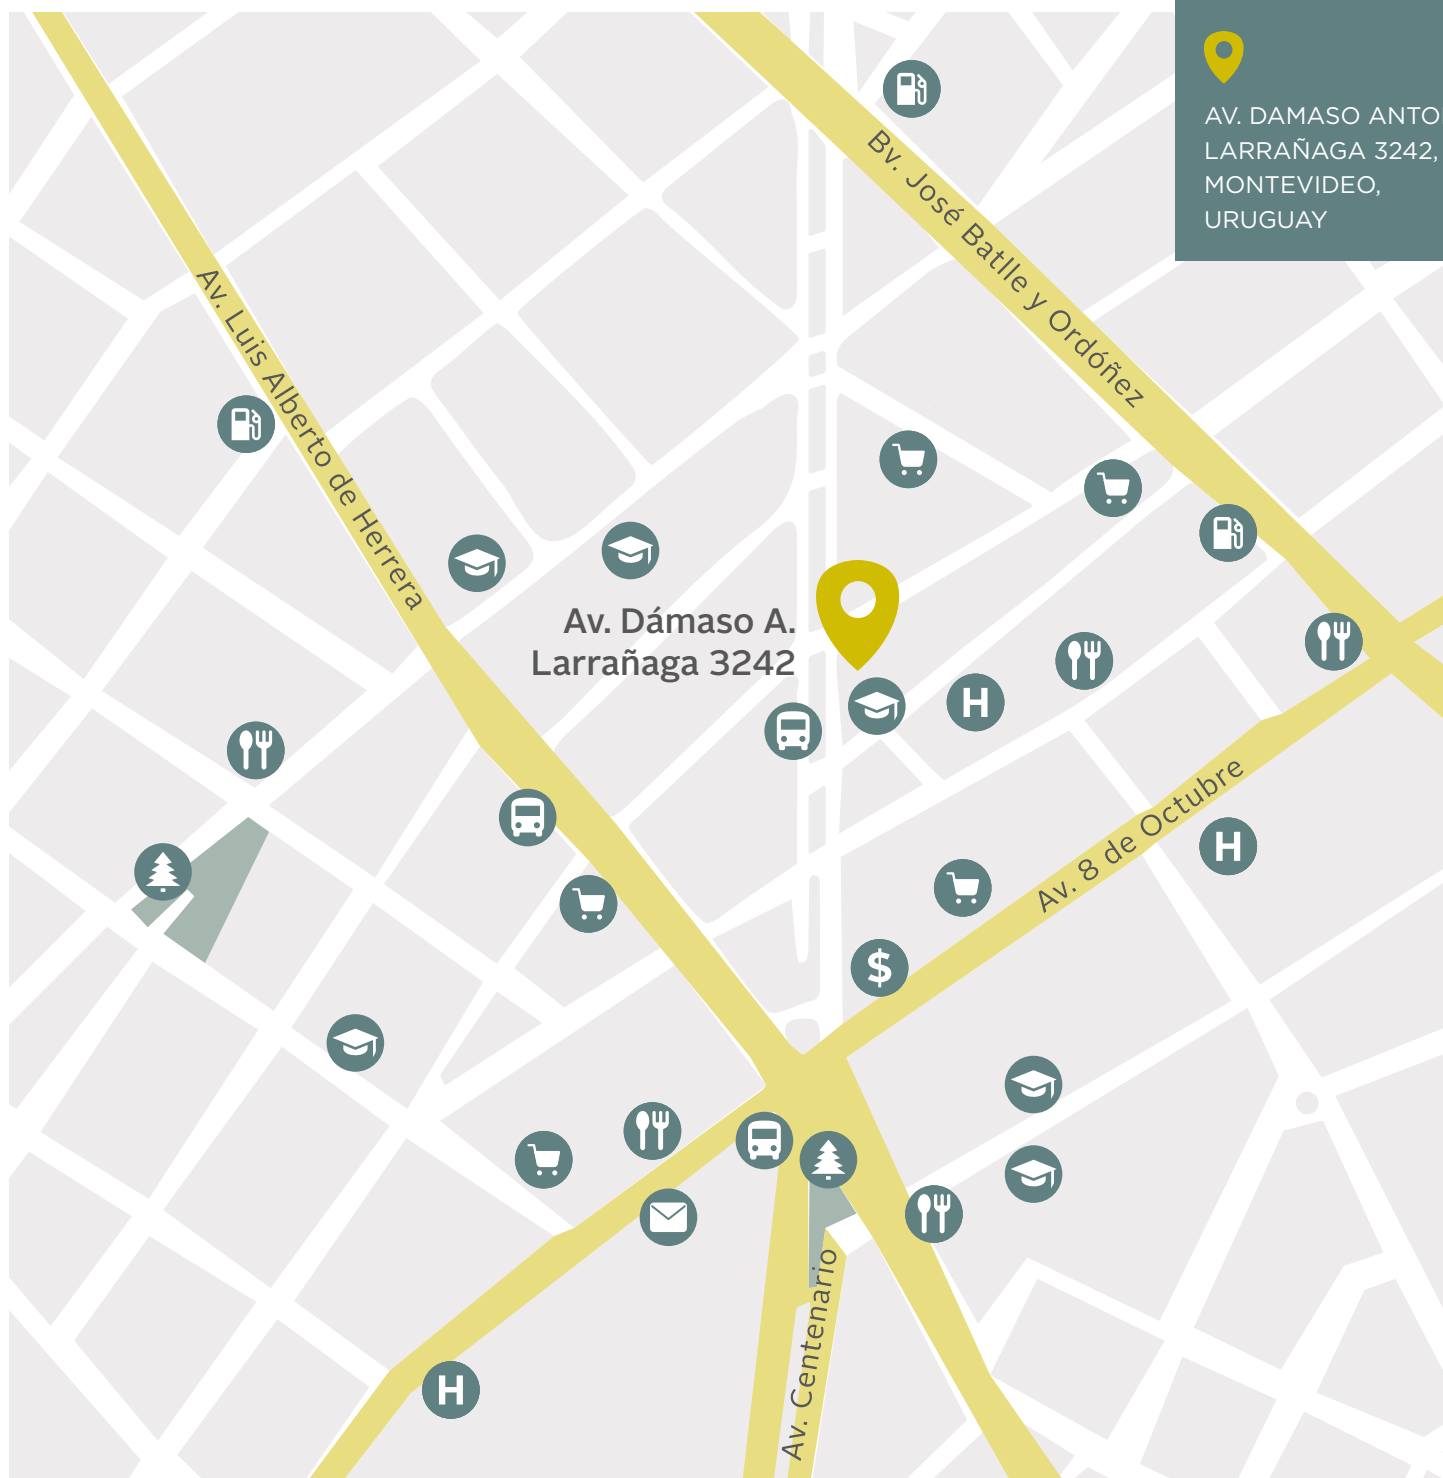 AV. DAMASO ANTO
LARRAÑAGA 3242,
MONTEVIDEO,
URUGUAY
Bv. José Batlle y Ordóñez
Av. Luis Alberto de Herrera
Av. Dámaso A.
Larrañaga 3242
H
Av. 8 de Octubre
H
$
Av. Centenario
H